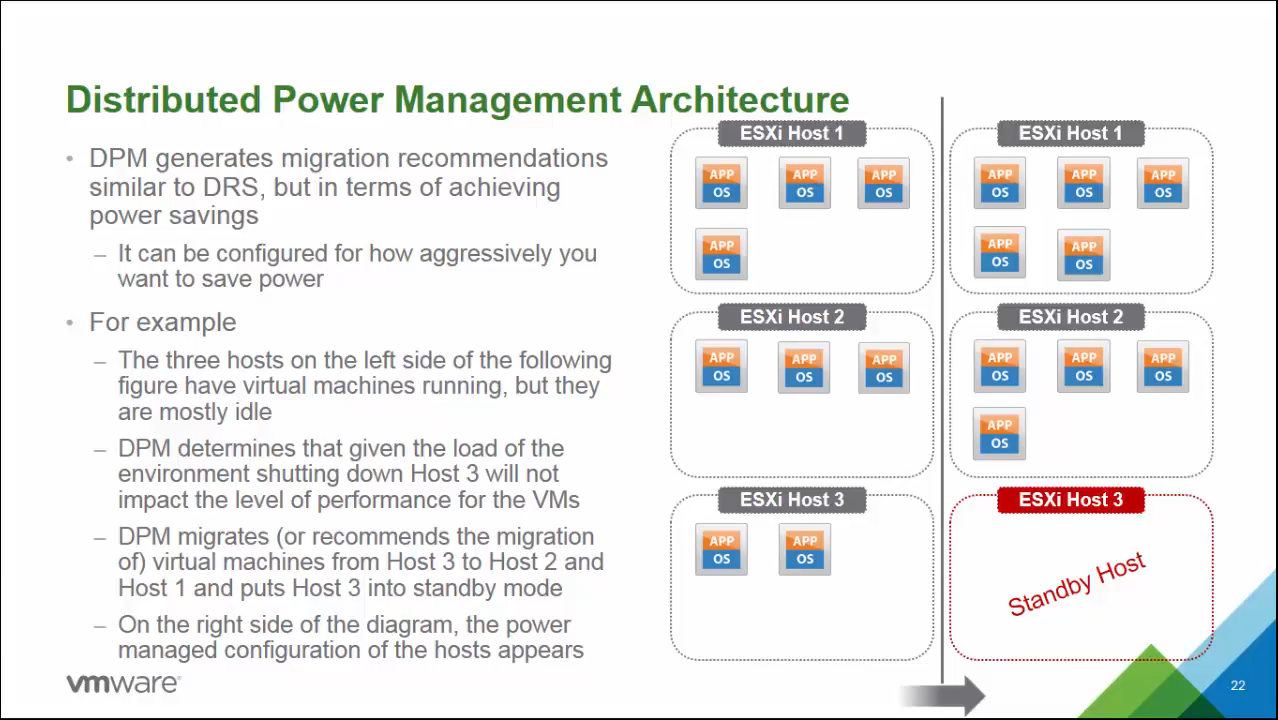 Distributed Power Management Architecture
• DPM generates migration recommendations
similar to DRS, but in terms of achieving
power savings
– It can be configured for how aggressively you
want to save power
• For example
– The three hosts on the left side of the following
figure have virtual machines running, but they
are mostly idle
– DPM determines that given the load of the
environment shutting down Host 3 will not
impact the level of performance for the VMs
– DPM migrates (or recommends the migration
of) virtual machines from Host 3 to Host 2 and
Host 1 and puts Host 3 into standby mode
– On the right side of the diagram, the power
managed configuration of the hosts appears
ESXi Host 1
APP APP APP
OS OS OS
APP
OS
ESXi Host 2
APP APP APP
OS OS OS
ESXi Host 3
APP APP
OS OS
ESXi Host 1
APP APP APP
OS OS OS
APP APP
OS OS
ESXi Host 2
APP APP APP
OS OS OS
APP
OS
ESXi Host 3
Standby Host
vmware®
22